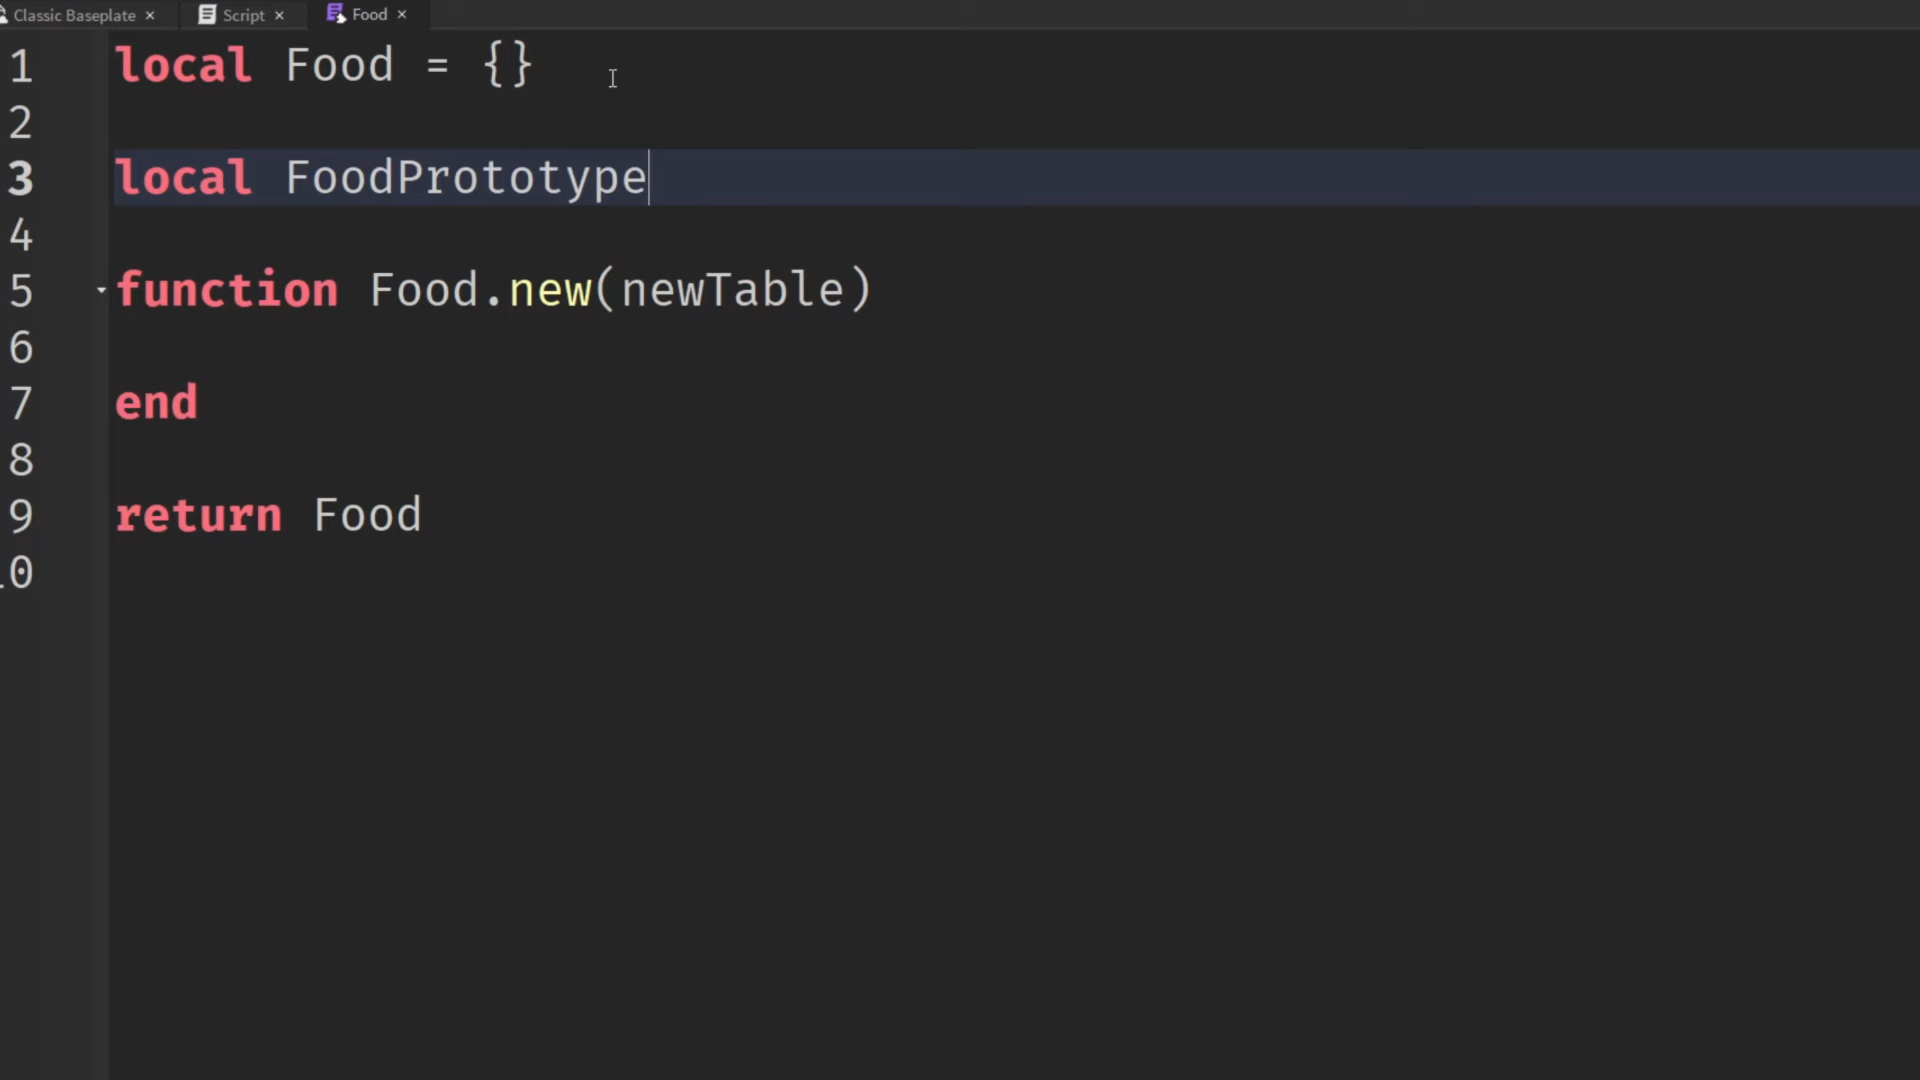 Classic Baseplate × Script × Food ×
1 local Food = {}
2
3 local FoodPrototype
4
5 function Food.new(newTable)
6
7 end
8
9 return Food
10